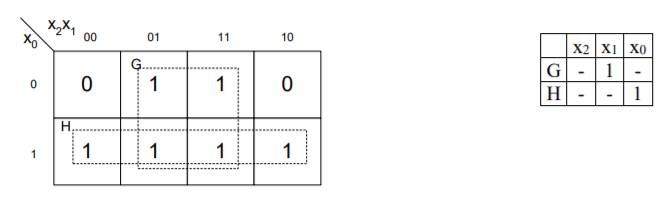 x2x1
x0 00 01 11 10
G
0 0 1 1 0
H
1 1 1 1 1
x2 x1 x0
G - 1 -
H - - 1